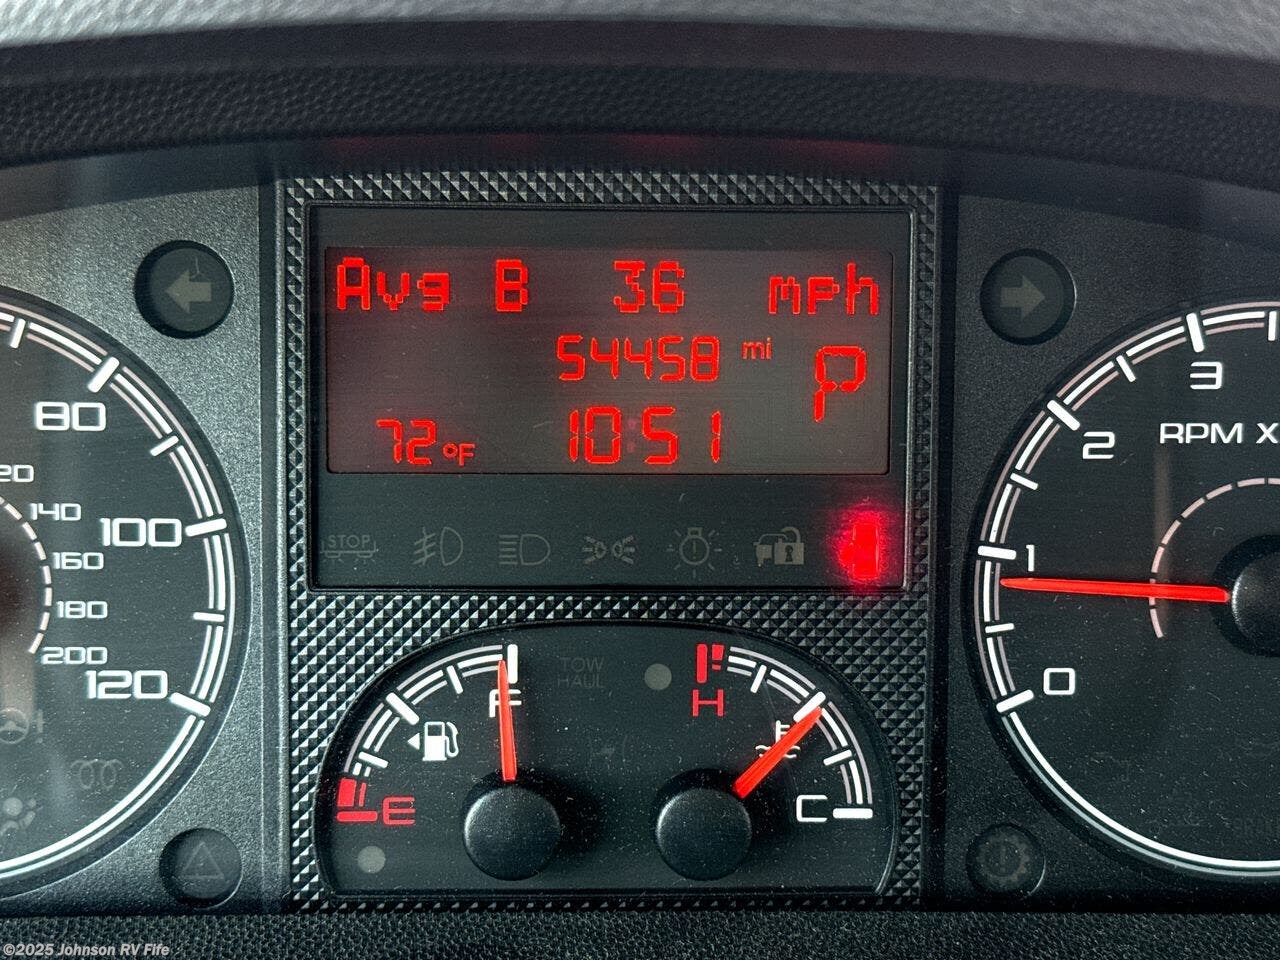 Avg B 36 mph
54458 mi
P
72°F 10:51
STOP
80
100
120
20
140
160
180
200
3
2
1
0
RPM X
TOW
HAUL
F
E
H
C
©2025 Johnson RV Fife